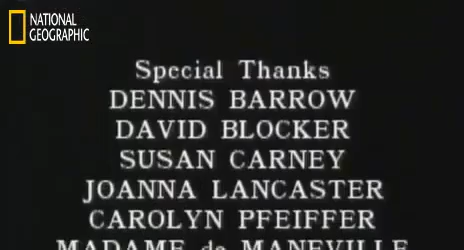 NATIONAL
GEOGRAPHIC
Special Thanks
DENNIS BARROW
DAVID BLOCKER
SUSAN CARNEY
JOANNA LANCASTER
CAROLYN PFEIFFER
MADAME de MANEVILLE